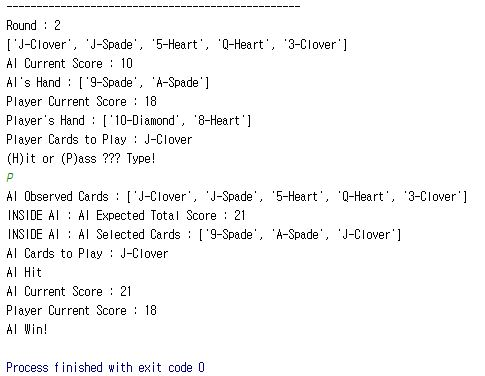 --------------------------------------------------
Round : 2
['J-Clover', 'J-Spade', '5-Heart', 'Q-Heart', '3-Clover']
AI Current Score : 10
AI's Hand : ['9-Spade', 'A-Spade']
Player Current Score : 18
Player's Hand : ['10-Diamond', '8-Heart']
Player Cards to Play : J-Clover
(H)it or (P)ass ??? Type!
P
AI Observed Cards : ['J-Clover', 'J-Spade', '5-Heart', 'Q-Heart', '3-Clover']
INSIDE AI : AI Expected Total Score : 21
INSIDE AI : AI Selected Cards : ['9-Spade', 'A-Spade', 'J-Clover']
AI Cards to Play : J-Clover
AI Hit
AI Current Score : 21
Player Current Score : 18
AI Win!
Process finished with exit code 0